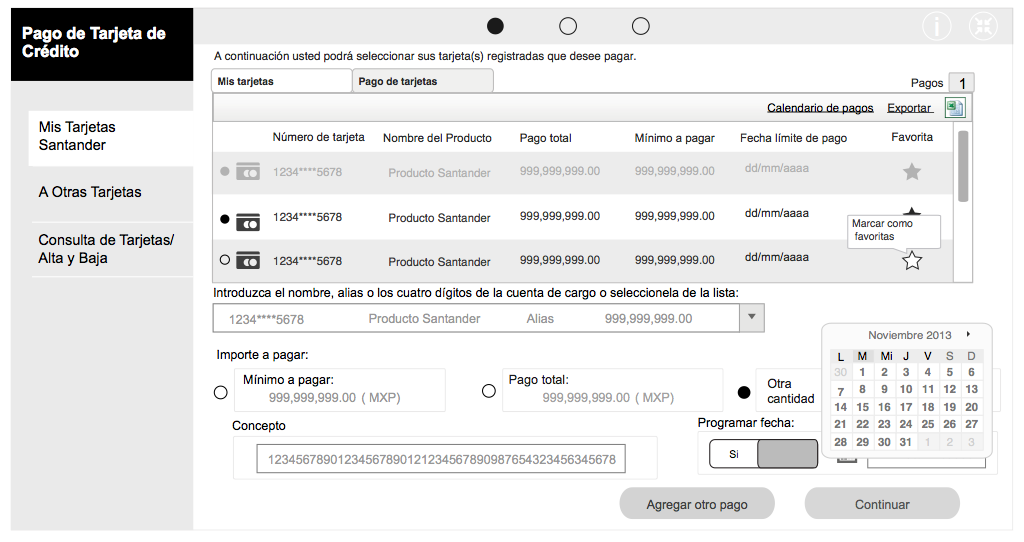 Pago de Tarjeta de
Crédito
A continuación usted podrá seleccionar sus tarjeta(s) registradas que desee pagar.
Mis tarjetas
Pago de tarjetas
Pagos 1
Calendario de pagos Exportar
Número de tarjeta Nombre del Producto Pago total Mínimo a pagar Fecha límite de pago Favorita
1234****5678 Producto Santander 999,999,999.00 999,999,999.00 dd/mm/aaaa
1234****5678 Producto Santander 999,999,999.00 999,999,999.00 dd/mm/aaaa
Marcar como
favoritas
1234****5678 Producto Santander 999,999,999.00 999,999,999.00 dd/mm/aaaa
Mis Tarjetas
Santander
A Otras Tarjetas
Consulta de Tarjetas/
Alta y Baja
Introduzca el nombre, alias o los cuatro dígitos de la cuenta de cargo o seleccionela de la lista:
1234****5678 Producto Santander Alias 999,999,999.00
Importe a pagar:
Mínimo a pagar:
999,999,999.00 ( MXP)
Pago total:
999,999,999.00 ( MXP)
Otra
cantidad
Noviembre 2013
L M Mi J V S D
30 1 2 3 4 5 6
7 8 9 10 11 12 13
14 15 16 17 18 19 20
21 22 23 24 25 26 27
28 29 30 31 1 2 3
Concepto
12345678901234567890121234567890987654323456345678
Programar fecha:
Si
Agregar otro pago
Continuar